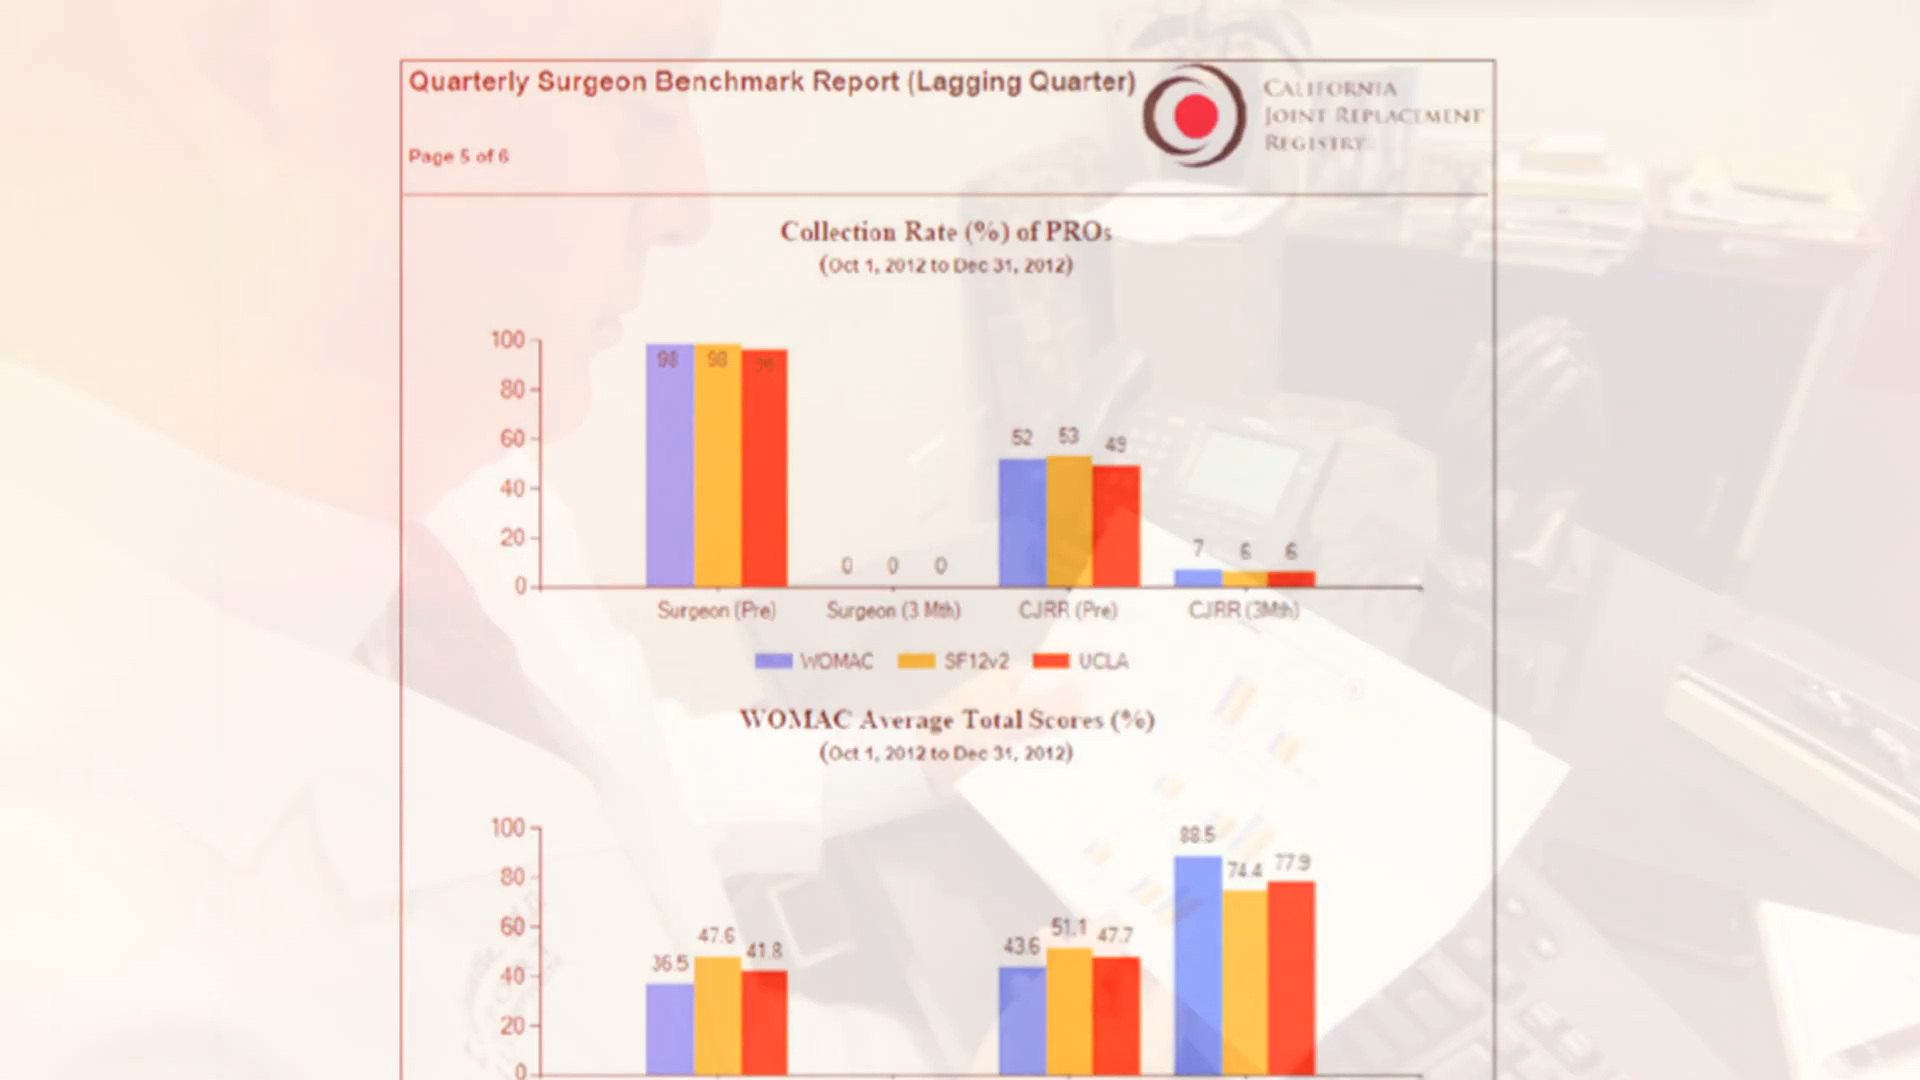 Quarterly Surgeon Benchmark Report (Lagging Quarter)
CALIFORNIA
JOINT REPLACEMENT
REGISTRY
Page 5 of 6
Collection Rate (%) of PROs
(Oct 1, 2012 to Dec 31, 2012)
100
80
60
40
20
0
98 98 96
0 0 0
52 53 49
7 6 6
Surgeon (Pre) Surgeon (3 Mth) CJRR (Pre) CJRR (3Mth)
WOMAC SF12v2 UCLA
WOMAC Average Total Scores (%)
(Oct 1, 2012 to Dec 31, 2012)
100
80
60
40
20
0
36.5 47.6 41.8
43.6 51.1 47.7
88.5 74.4 77.9